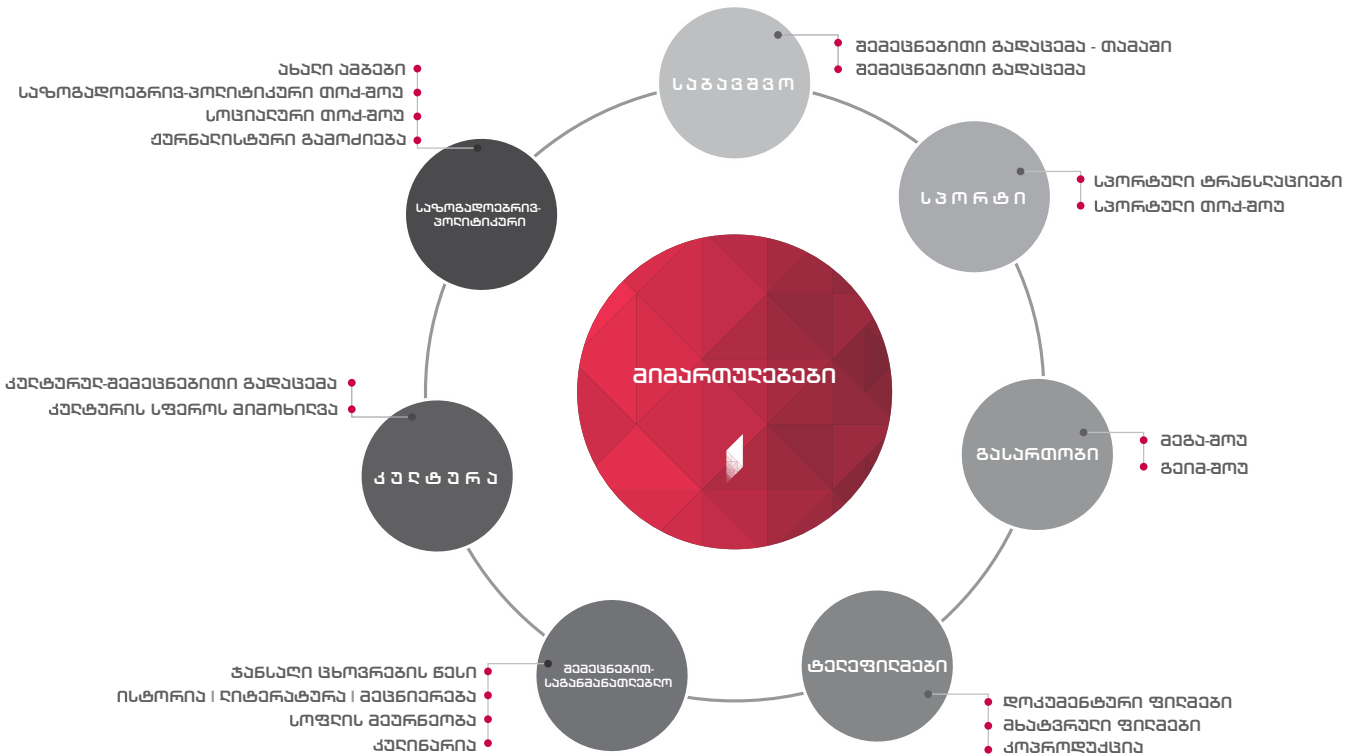 საბავშვო
შემეცნებითი გადაცემა - თამაში
შემეცნებითი გადაცემა
ახალი ამბები
საზოგადოებრივ-პოლიტიკური თოქ-შოუ
სოციალური თოქ-შოუ
ჟურნალისტური გამოძიება
საზოგადოებრივ-
პოლიტიკური
სპორტი
სპორტული ტრანსლაციები
სპორტული თოქ-შოუ
მიმართულებები
კულტურულ-შემეცნებითი გადაცემა
კულტურის სფეროს მიმოხილვა
კულტურა
გასართობი
მეგა-შოუ
გეიმ-შოუ
ჯანსაღი ცხოვრების წესი
ისტორია | ლიტერატურა | მეცნიერება
სოფლის მეურნეობა
კულინარია
შემეცნებით-
საგანმანათლებლო
ტელეფილმები
დოკუმენტური ფილმები
მხატვრული ფილმები
კოპროდუქცია